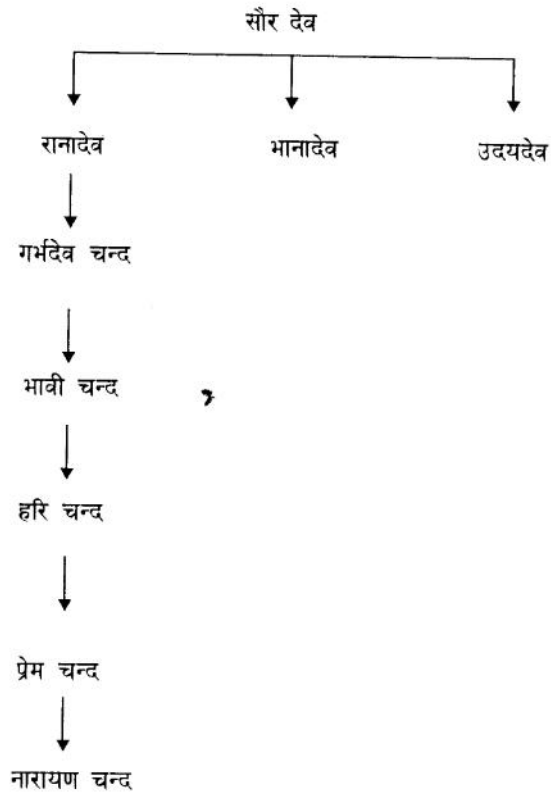 सौर देव
रानादेव भानादेव उदयदेव
गर्भदेव चन्द
भावी चन्द
हरि चन्द
प्रेम चन्द
नारायण चन्द